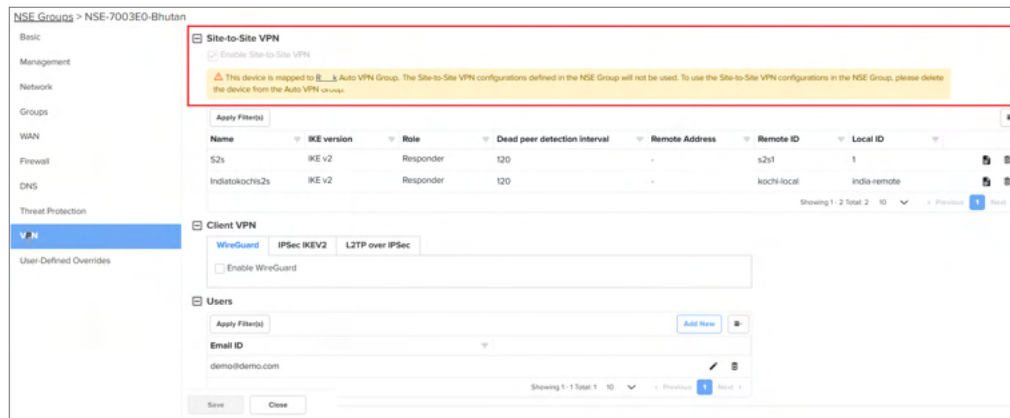 NSE Groups > NSE-7003E0-Bhutan
Basic
Management
Network
Groups
WAN
Firewall
DNS
Threat Protection
VPN
User-Defined Overrides
Site-to-Site VPN
Enable Site-to-Site VPN
This device is mapped to Auto VPN Group. The Site-to-Site VPN configurations defined in the NSE Group will not be used. To use the Site-to-Site VPN configurations in the NSE Group, please delete
the device from the Auto VPN Group.
Apply Filter(s)
Name IKE version Role Dead peer detection interval Remote Address Remote ID Local ID
S2s IKE v2 Responder 120 - s2s1 1
Indiatokochis2s IKE v2 Responder 120 - kochi-local india-remote
Showing 1 - 2 Total: 2 10 < Previous 1 Next
Client VPN
WireGuard IPSec IKEV2 L2TP over IPSec
Enable WireGuard
Users
Apply Filter(s) Add New
Email ID
demo@demo.com
Showing 1 - 1 Total: 1 10 < Previous 1 Next >
Save Close